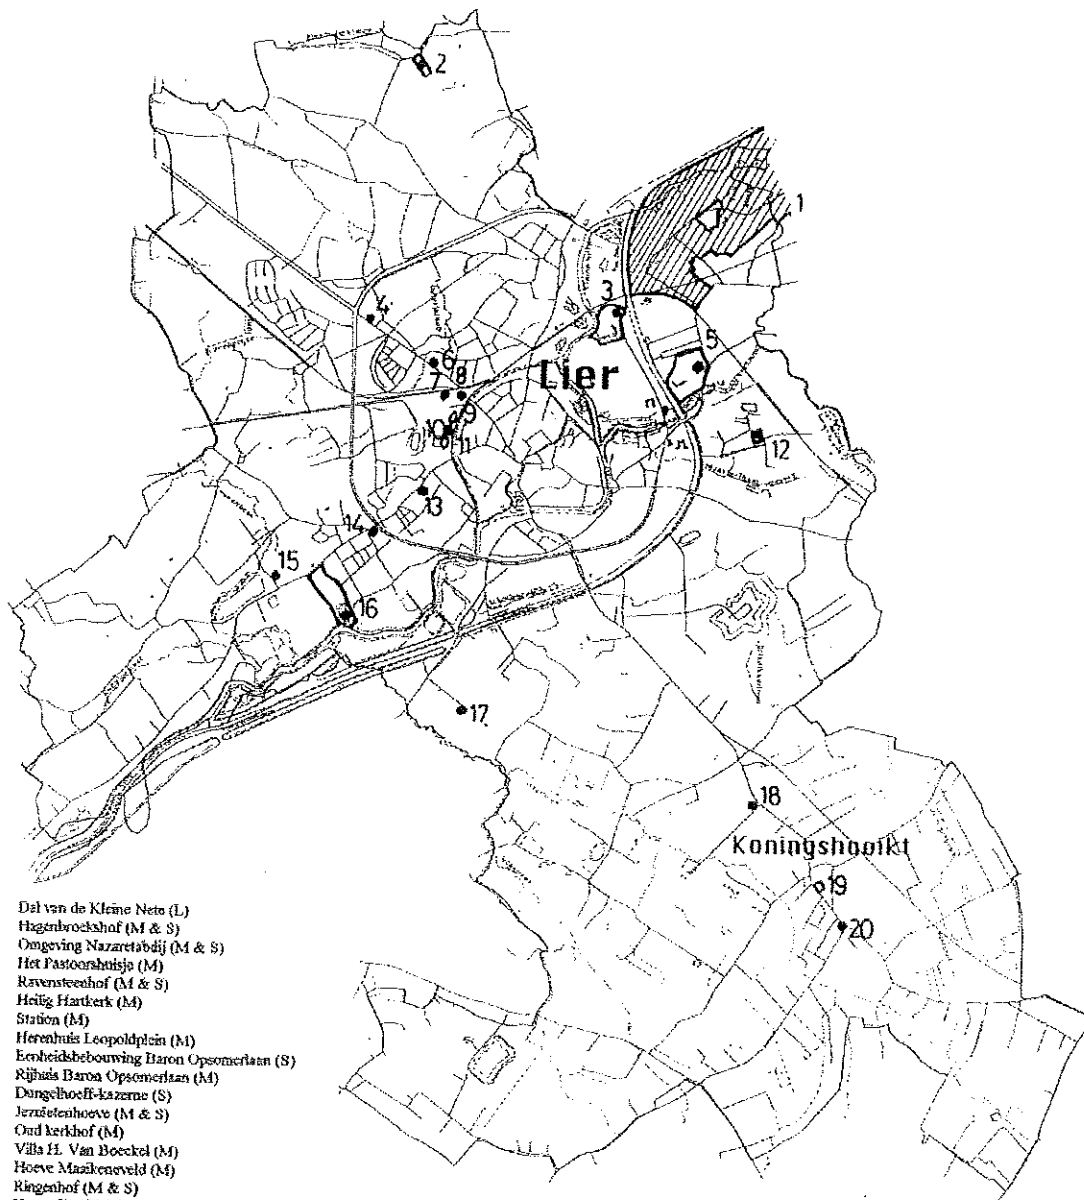 2
1
3
4
5
6
Lier
7
8
9
10
11
12
13
14
15
16
17
18
Koningshooikt
19
20
Dal van de Kleine Nete (L)
Hagenbroekshof (M & S)
Omgeving Nazaretabdij (M & S)
Het Pastoorshuisje (M)
Ravensteenhof (M & S)
Heilig Hartkerk (M)
Station (M)
Herenhuis Leopoldplein (M)
Eenheidsbebouwing Baron Opsomerlaan (S)
Rijhuis Baron Opsomerlaan (M)
Dungelhoeff-kazerne (S)
Jezuïetenhoeve (M & S)
Oud kerkhof (M)
Villa H. Van Boeckel (M)
Hoeve Maaikeneveld (M)
Ringenhof (M & S)